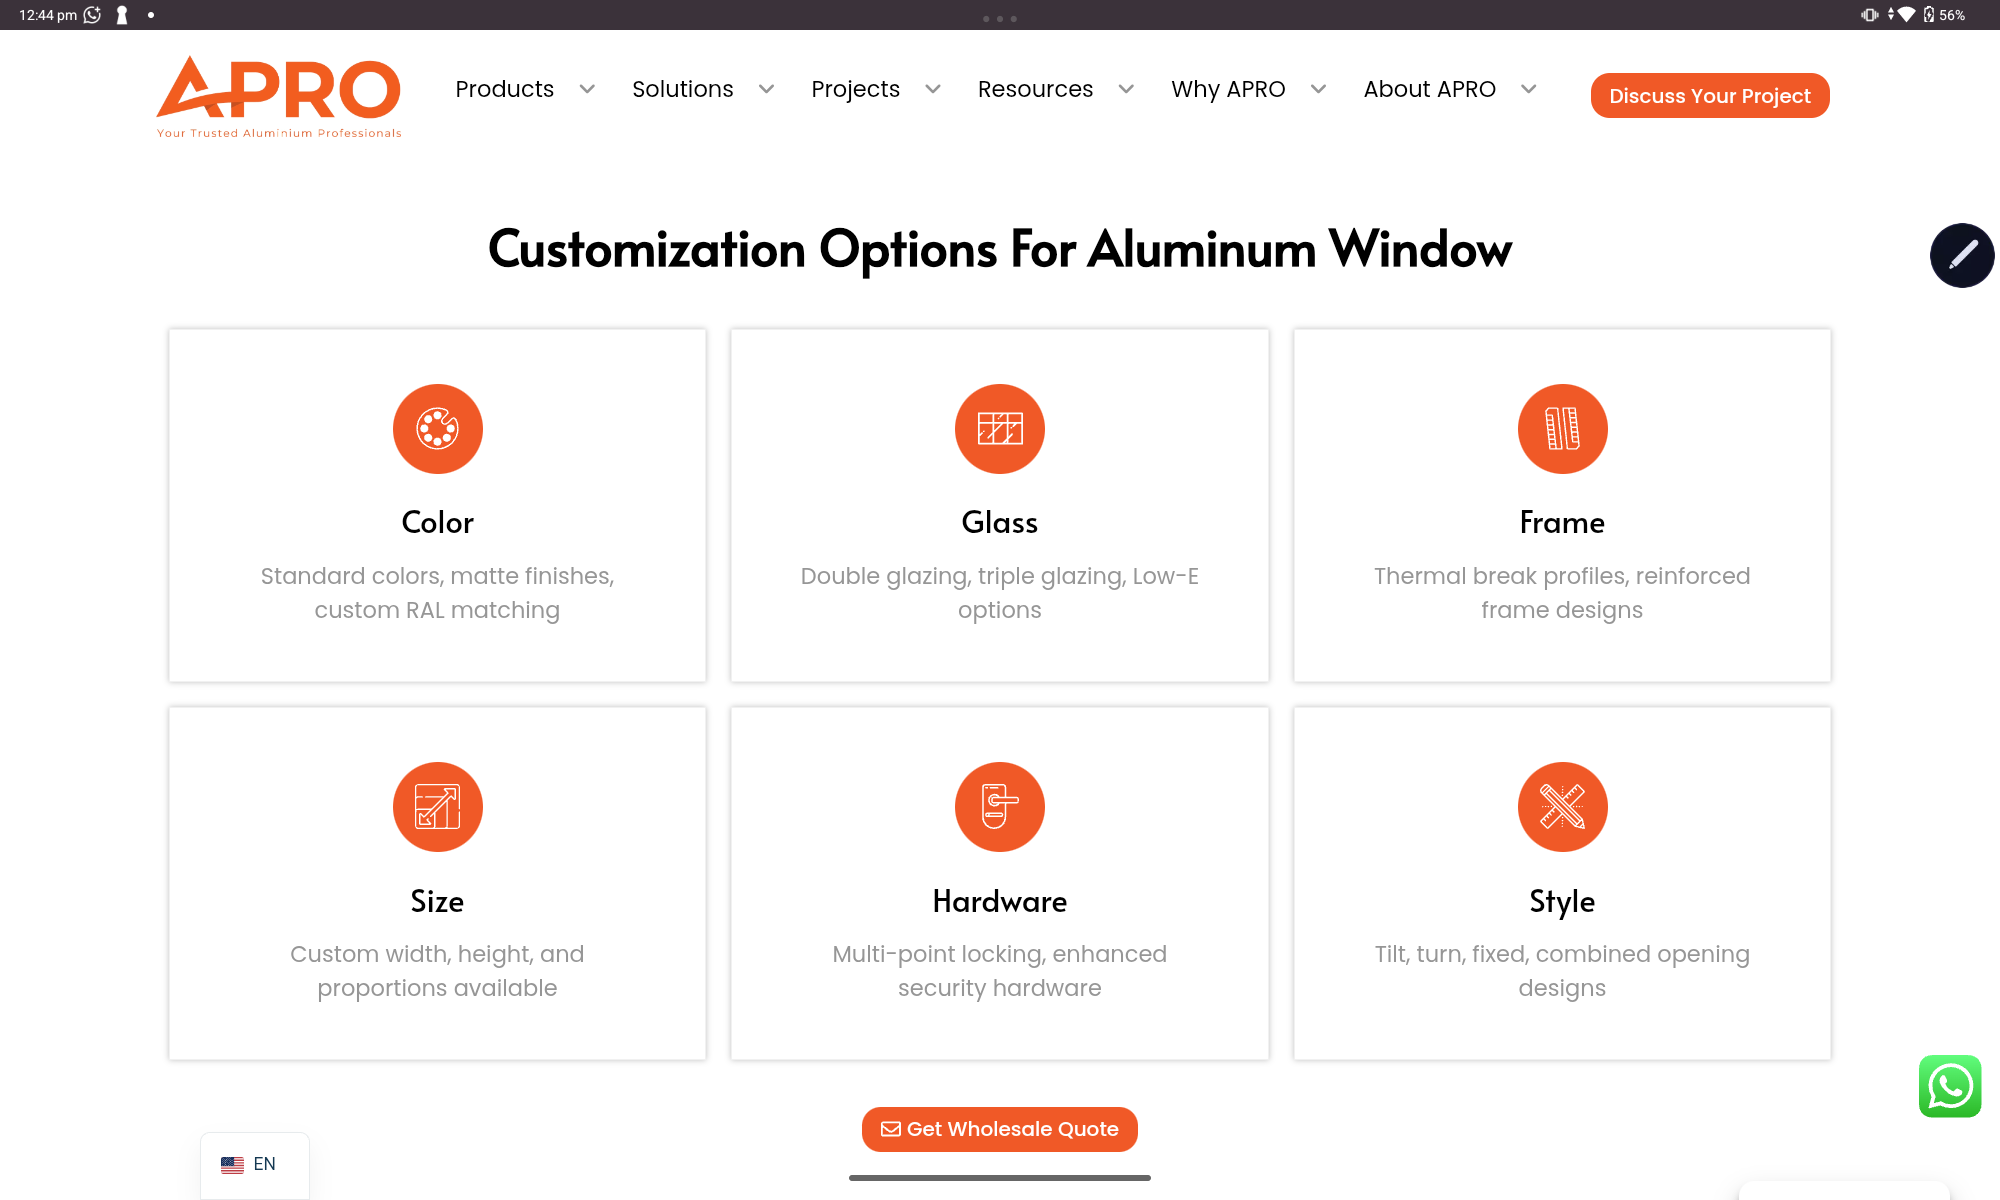 12:44 pm
56%
APRO
Your Trusted Aluminium Professionals
Products
Solutions
Projects
Resources
Why APRO
About APRO
Discuss Your Project
Customization Options For Aluminum Window
Color
Standard colors, matte finishes,
custom RAL matching
Glass
Double glazing, triple glazing, Low-E
options
Frame
Thermal break profiles, reinforced
frame designs
Size
Custom width, height, and
proportions available
Hardware
Multi-point locking, enhanced
security hardware
Style
Tilt, turn, fixed, combined opening
designs
Get Wholesale Quote
EN